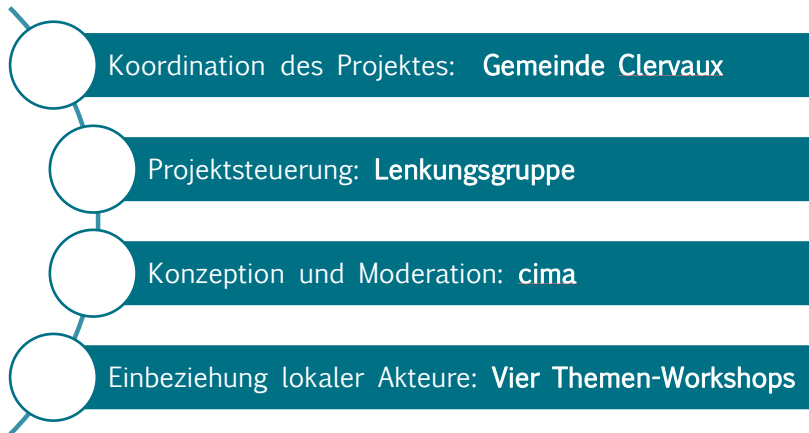 Koordination des Projektes: Gemeinde Clervaux
Projektsteuerung: Lenkungsgruppe
Konzeption und Moderation: cima
Einbeziehung lokaler Akteure: Vier Themen-Workshops